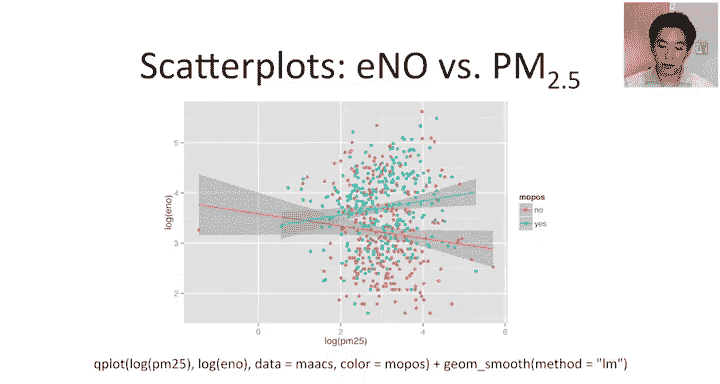 Scatterplots: eNO vs. PM2.5
5
4
3
2
log(eno)
0
2
4
6
log(pm25)
mopos
no
yes
qplot(log(pm25), log(eno), data = maacs, color = mopos) + geom_smooth(method = "lm")